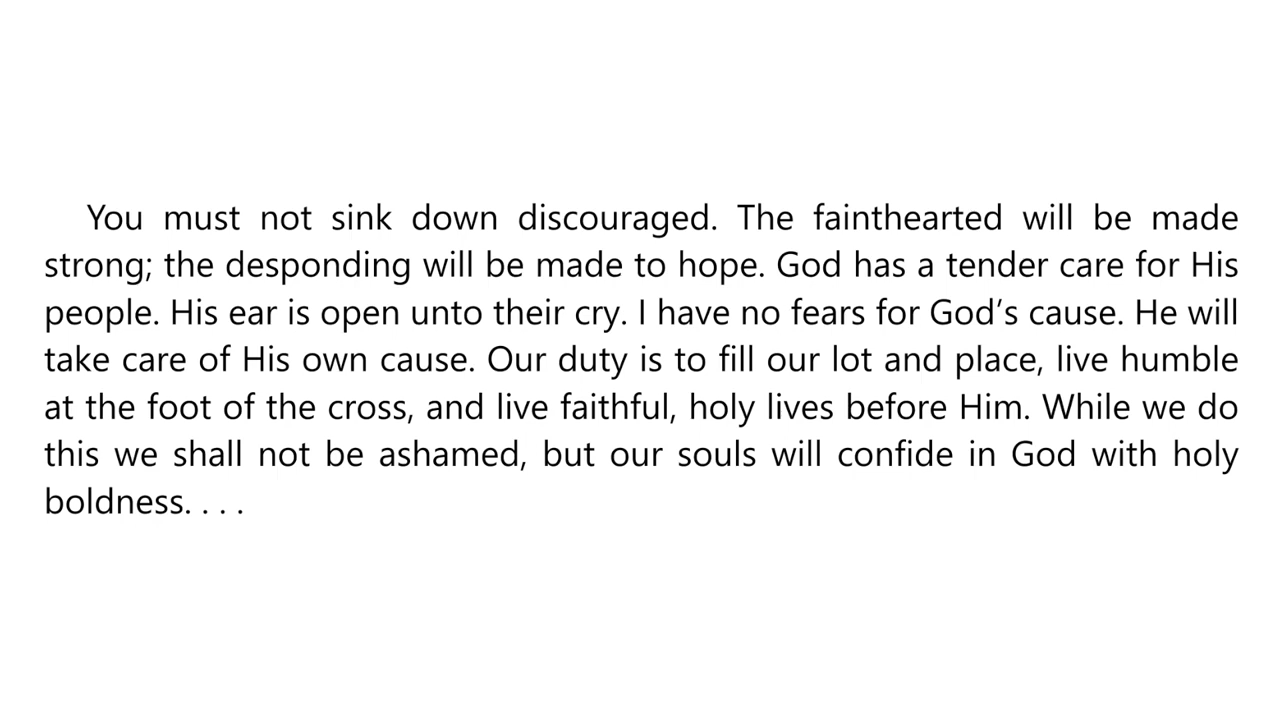 You must not sink down discouraged. The fainthearted will be made
strong; the desponding will be made to hope. God has a tender care for His
people. His ear is open unto their cry. I have no fears for God’s cause. He will
take care of His own cause. Our duty is to fill our lot and place, live humble
at the foot of the cross, and live faithful, holy lives before Him. While we do
this we shall not be ashamed, but our souls will confide in God with holy
boldness. . . .